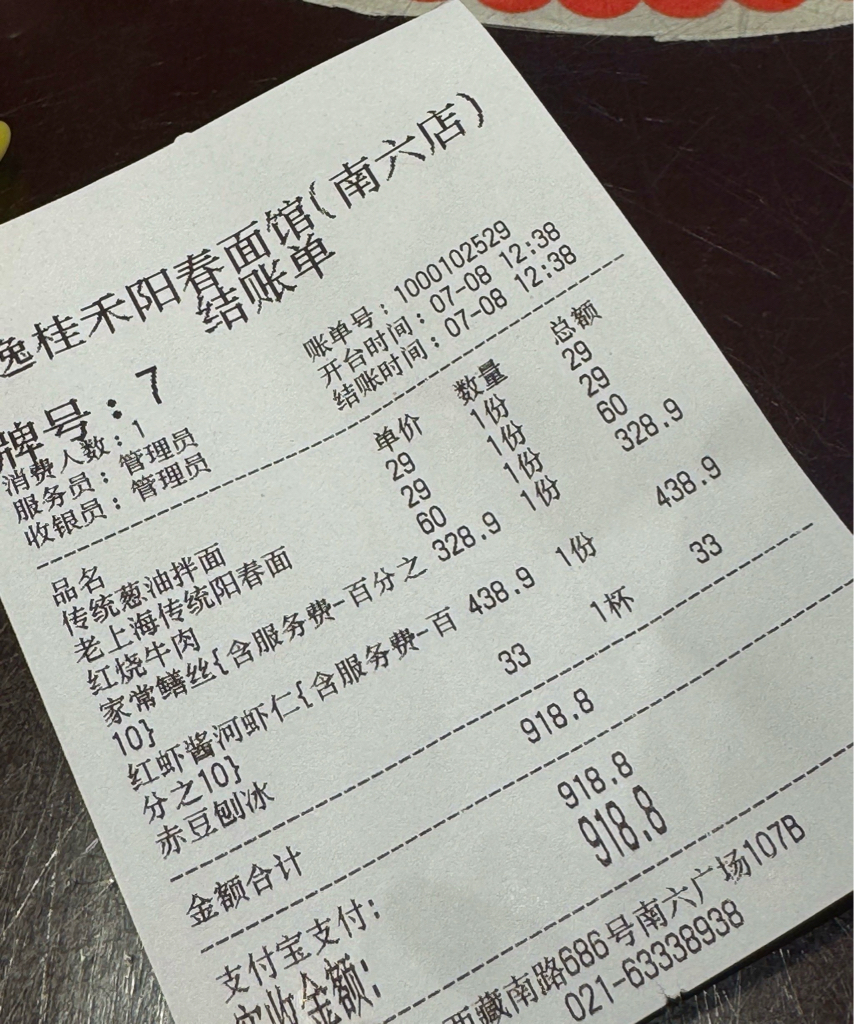 逸桂禾阳春面馆(南六店)
结账单
牌号:7
账单号:1000102529
开台时间:07-08 12:38
结账时间:07-08 12:38
消费人数:1
服务员:管理员
收银员:管理员
品名 单价 数量 总额
传统葱油拌面 29 1份 29
老上海传统阳春面 29 1份 29
红烧牛肉 60 1份 60
家常鳝丝{含服务费-百分之 328.9 1份 328.9
10}
红虾酱河虾仁{含服务费-百 438.9 1份 438.9
分之10}
赤豆刨冰 33 1杯 33
金额合计 918.8
支付宝支付: 918.8
实收金额: 918.8
西藏南路686号南六广场107B
021-63338938